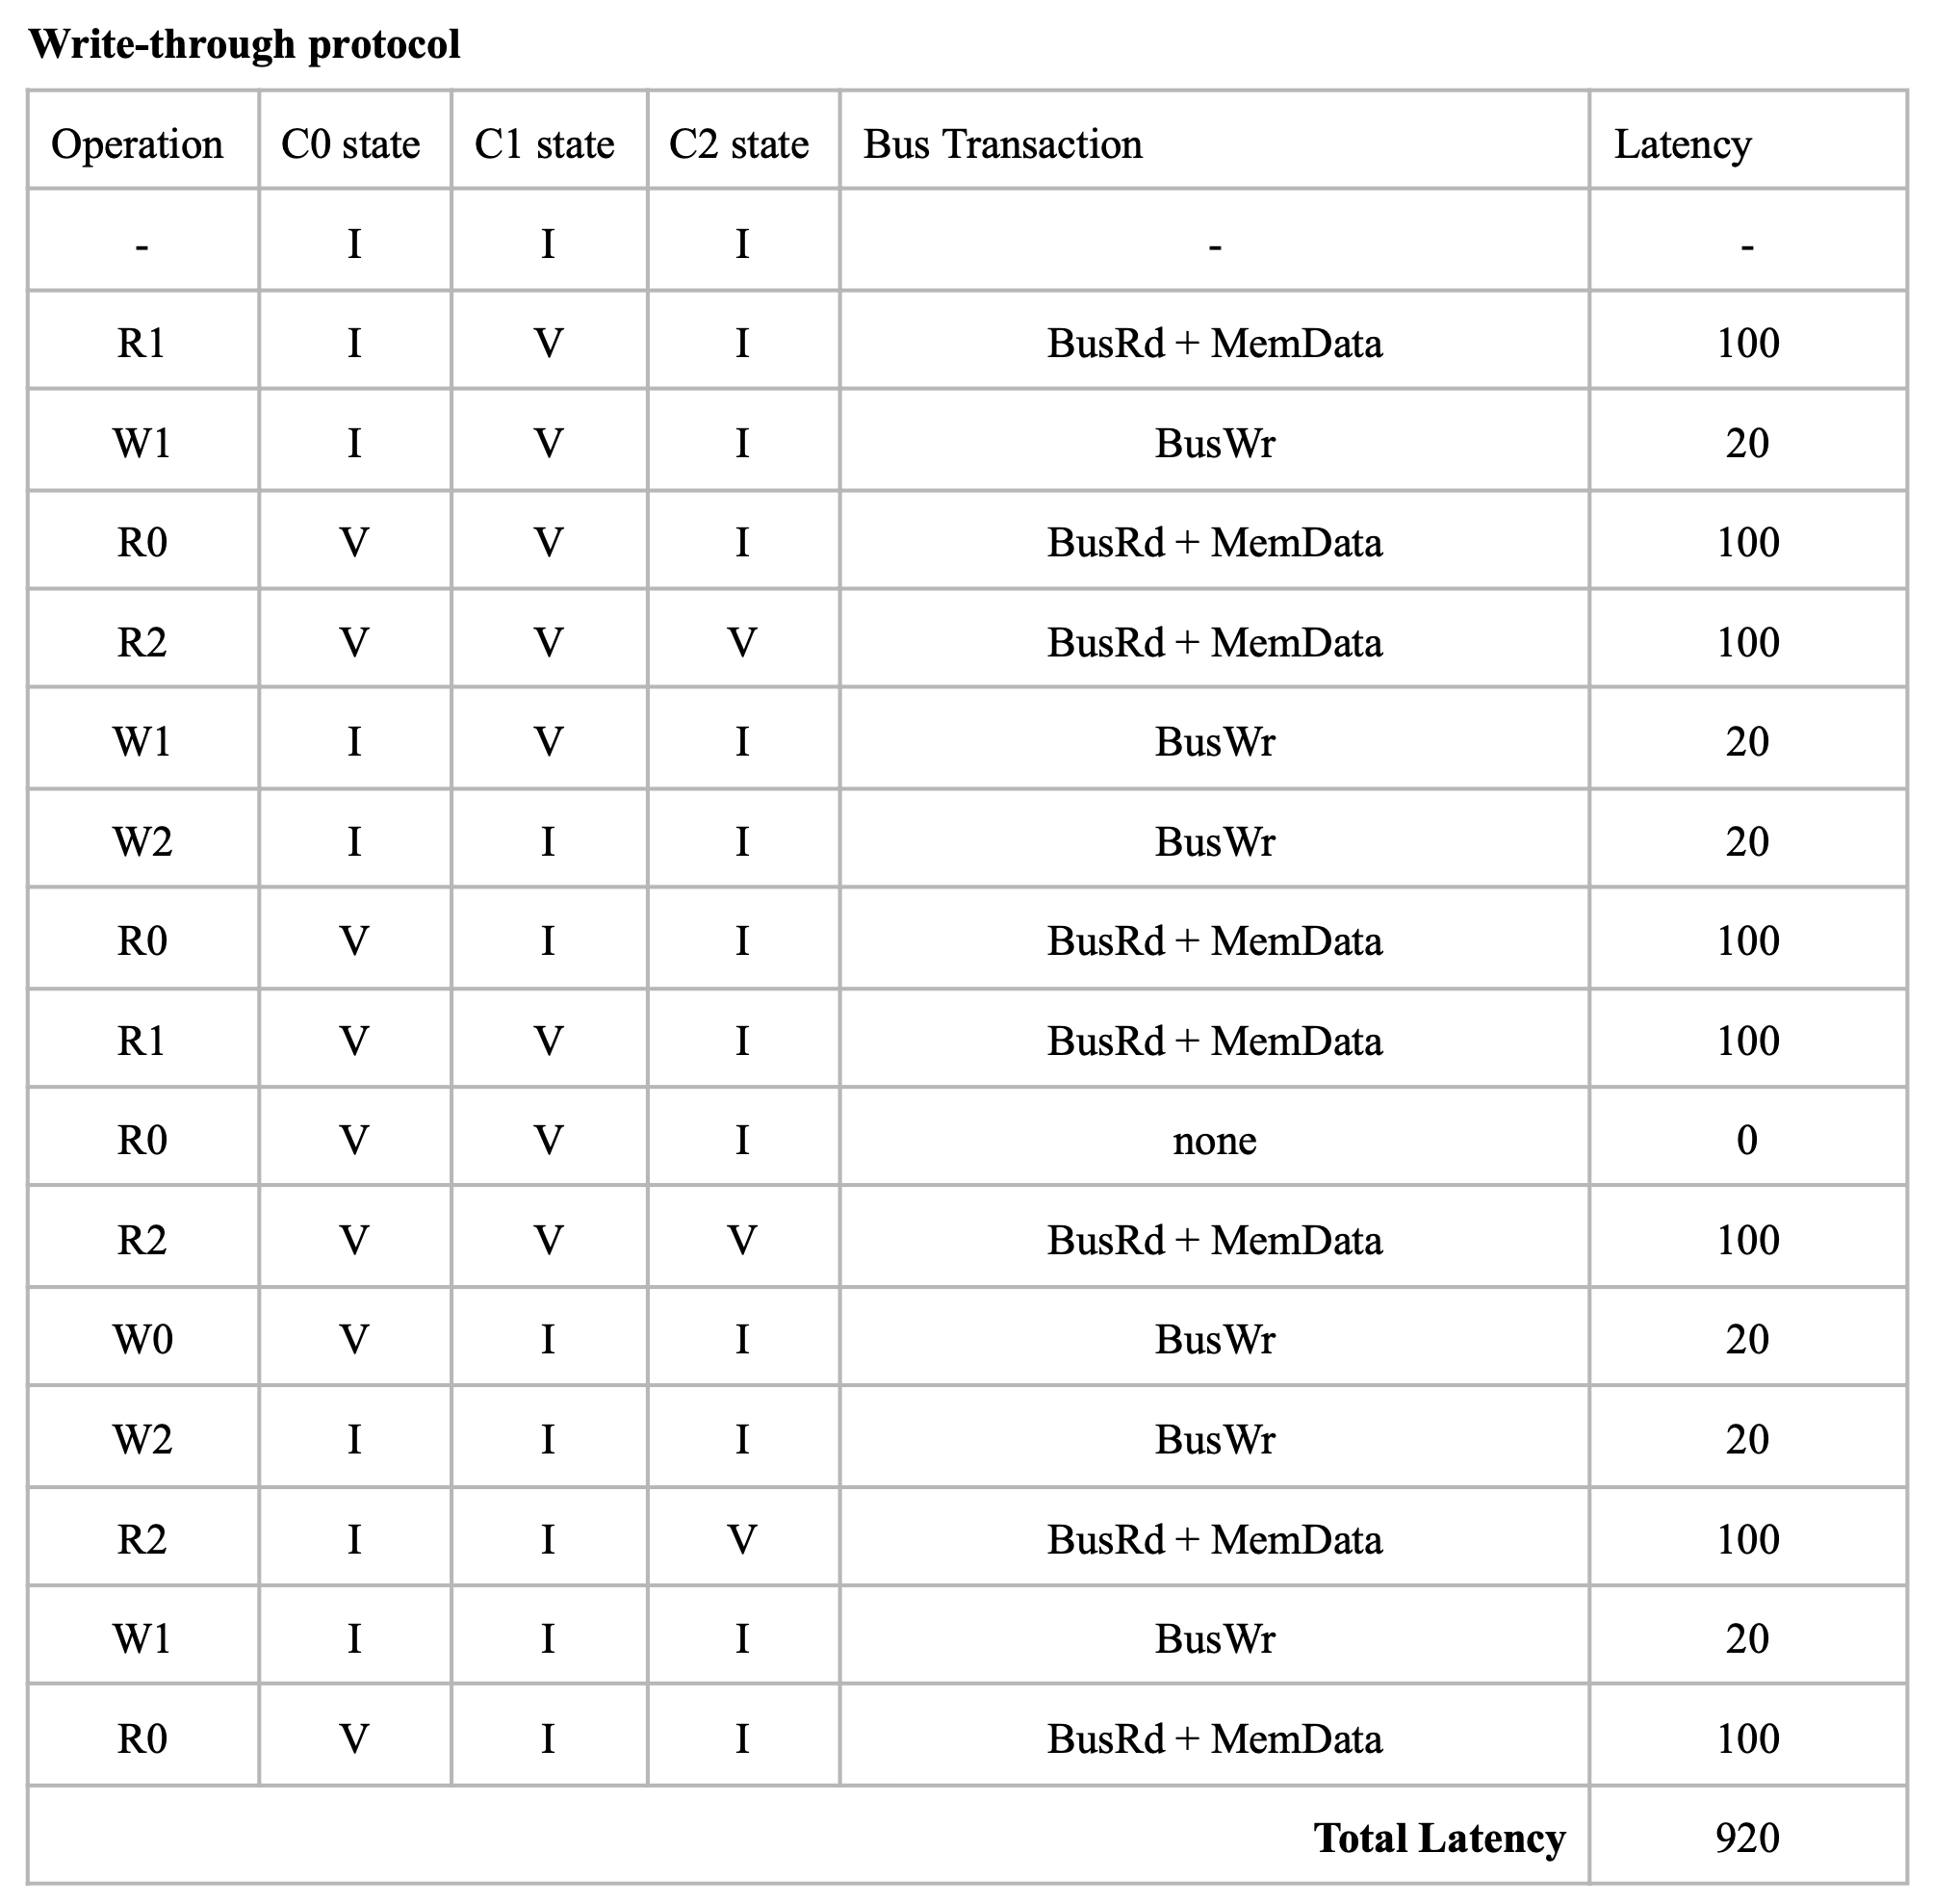 Write-through protocol
Operation C0 state C1 state C2 state Bus Transaction Latency
- I I I - -
R1 I V I BusRd + MemData 100
W1 I V I BusWr 20
R0 V V I BusRd + MemData 100
R2 V V V BusRd + MemData 100
W1 I V I BusWr 20
W2 I I I BusWr 20
R0 V I I BusRd + MemData 100
R1 V V I BusRd + MemData 100
R0 V V I none 0
R2 V V V BusRd + MemData 100
W0 V I I BusWr 20
W2 I I I BusWr 20
R2 I I V BusRd + MemData 100
W1 I I I BusWr 20
R0 V I I BusRd + MemData 100
Total Latency 920